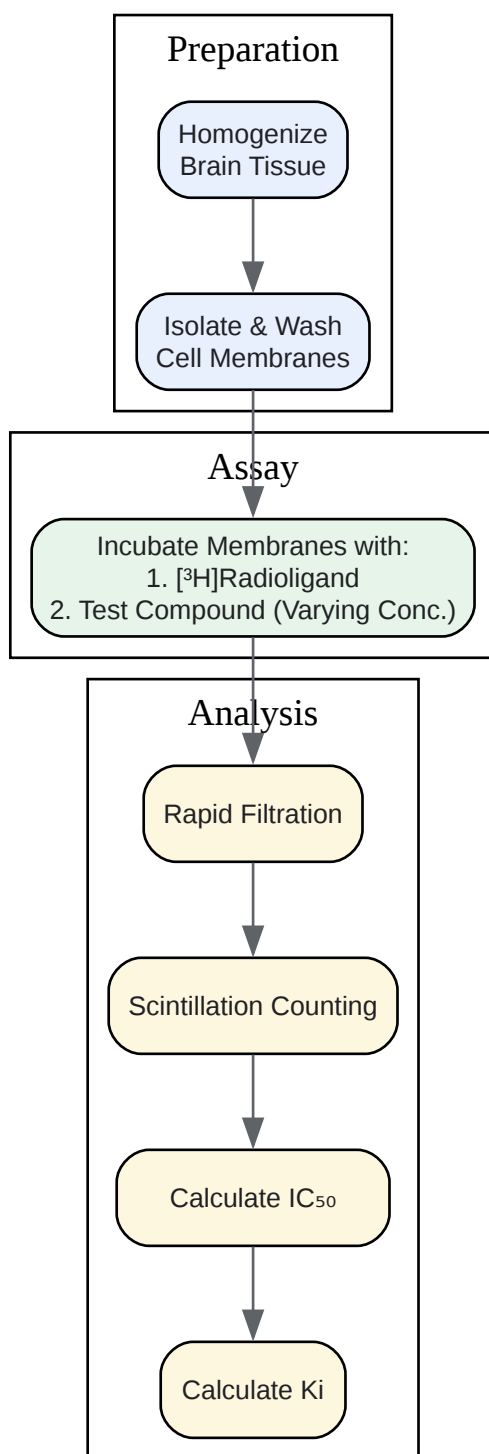 Preparation
Homogenize
Brain Tissue
Isolate & Wash
Cell Membranes
Assay
Incubate Membranes with:
1. [³H]Radioligand
2. Test Compound (Varying Conc.)
Analysis
Rapid Filtration
Scintillation Counting
Calculate IC₅₀
Calculate Ki